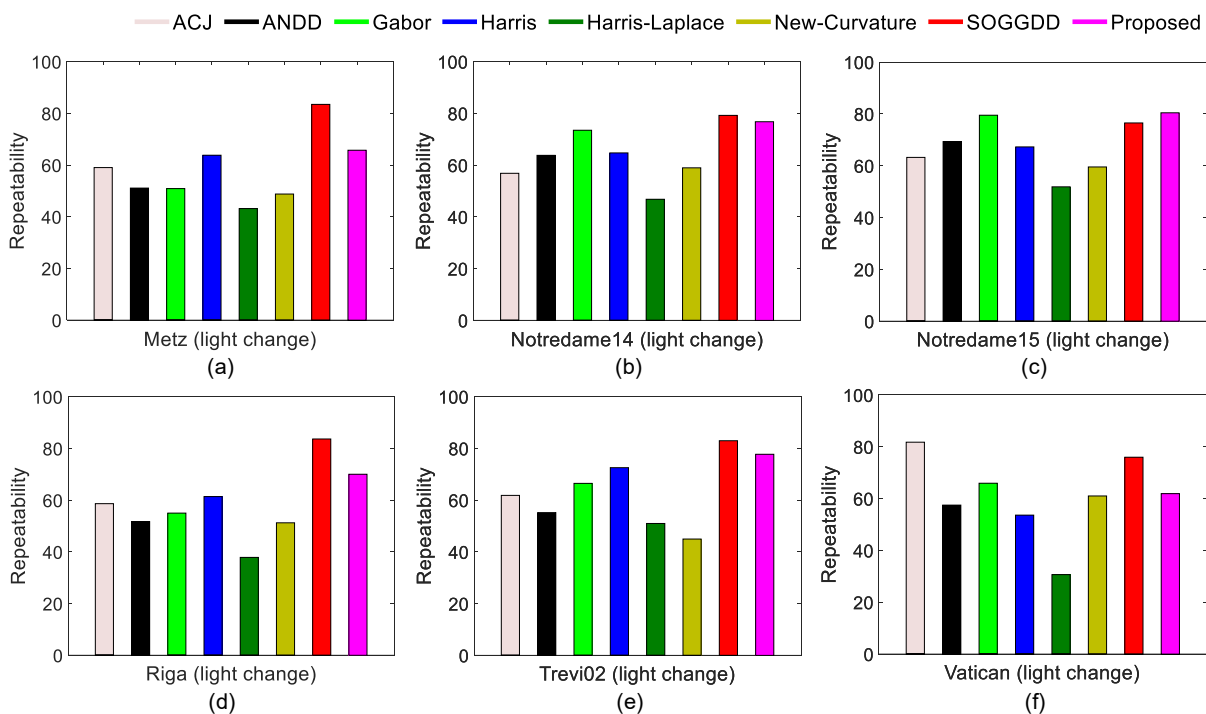 ACJ ANDD Gabor Harris Harris-Laplace New-Curvature SOGGDD Proposed
100
80
60
40
20
0
Repeatability
Metz (light change)
(a)
100
80
60
40
20
0
Repeatability
Notredame14 (light change)
(b)
100
80
60
40
20
0
Repeatability
Notredame15 (light change)
(c)
100
80
60
40
20
0
Repeatability
Riga (light change)
(d)
100
80
60
40
20
0
Repeatability
Trevi02 (light change)
(e)
100
80
60
40
20
0
Repeatability
Vatican (light change)
(f)